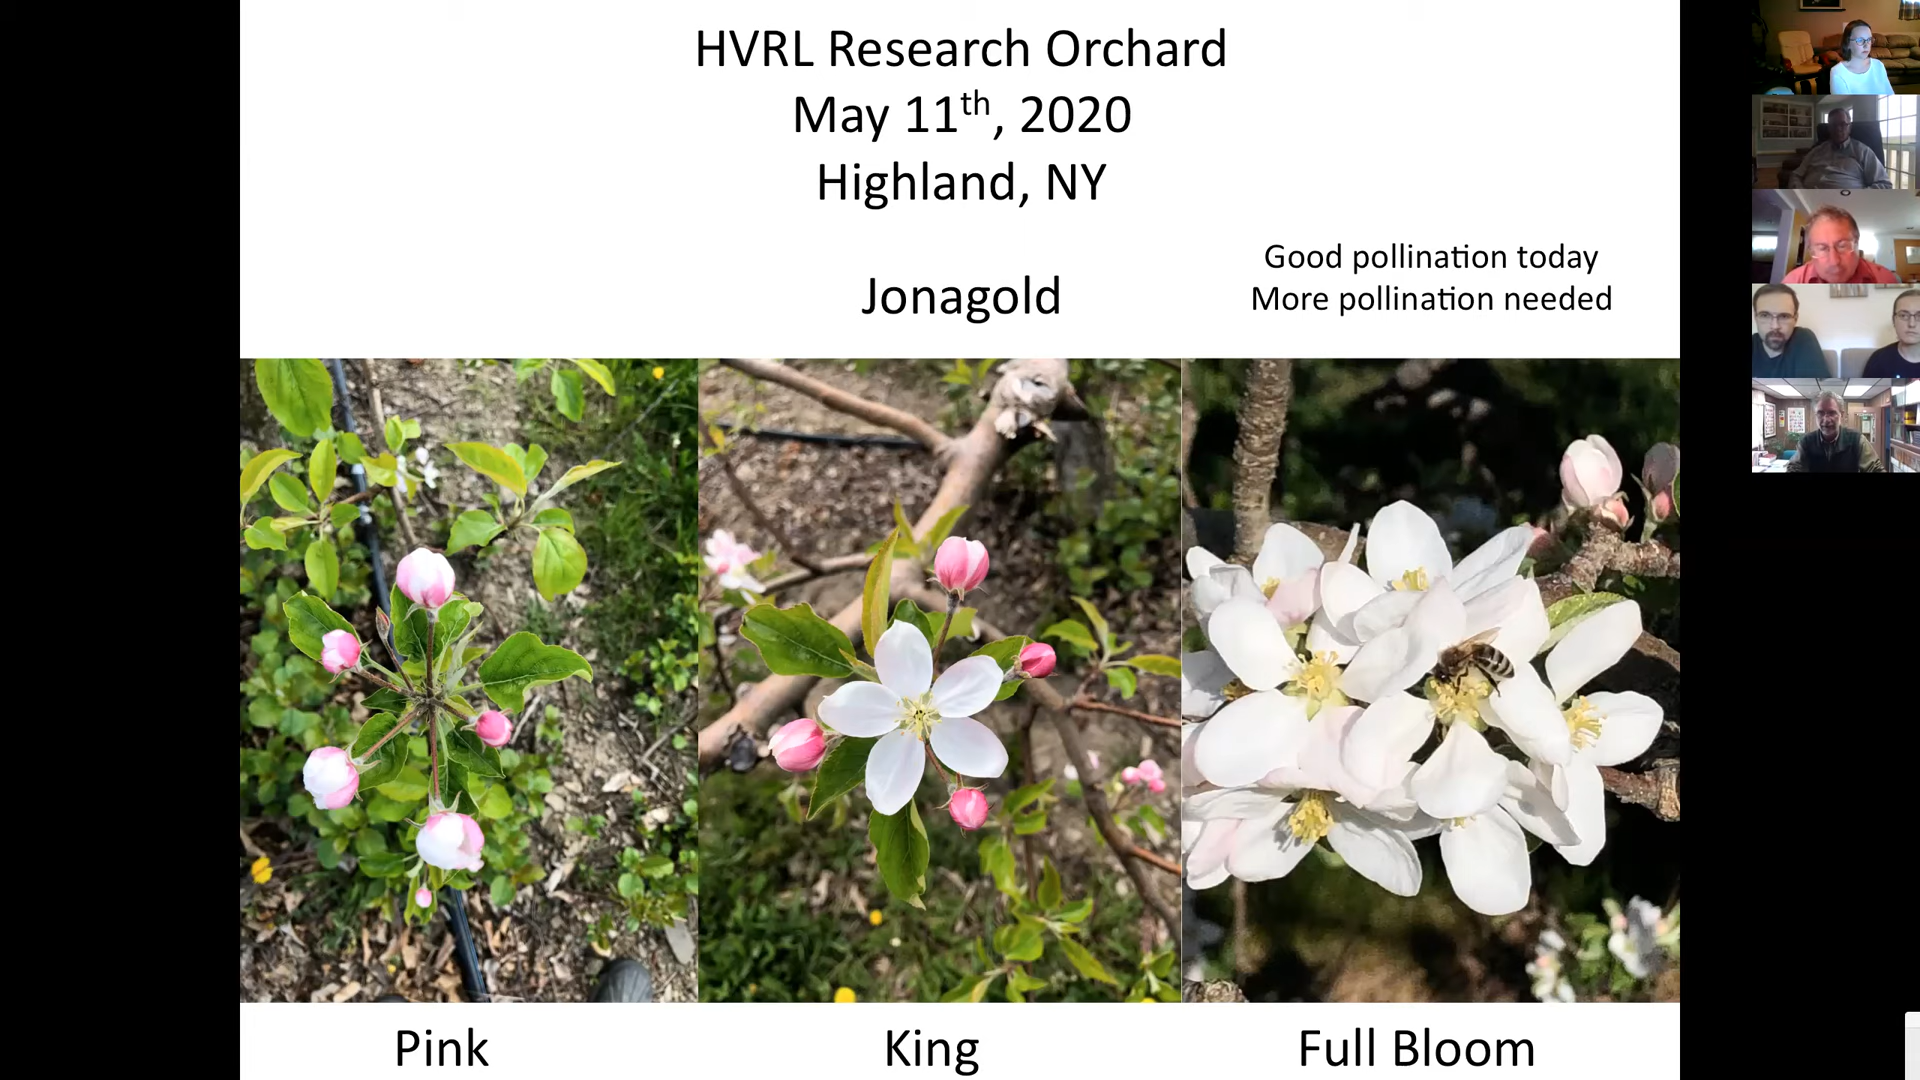 HVRL Research Orchard
May 11th, 2020
Highland, NY
Jonagold
Good pollination today
More pollination needed
Pink
King
Full Bloom